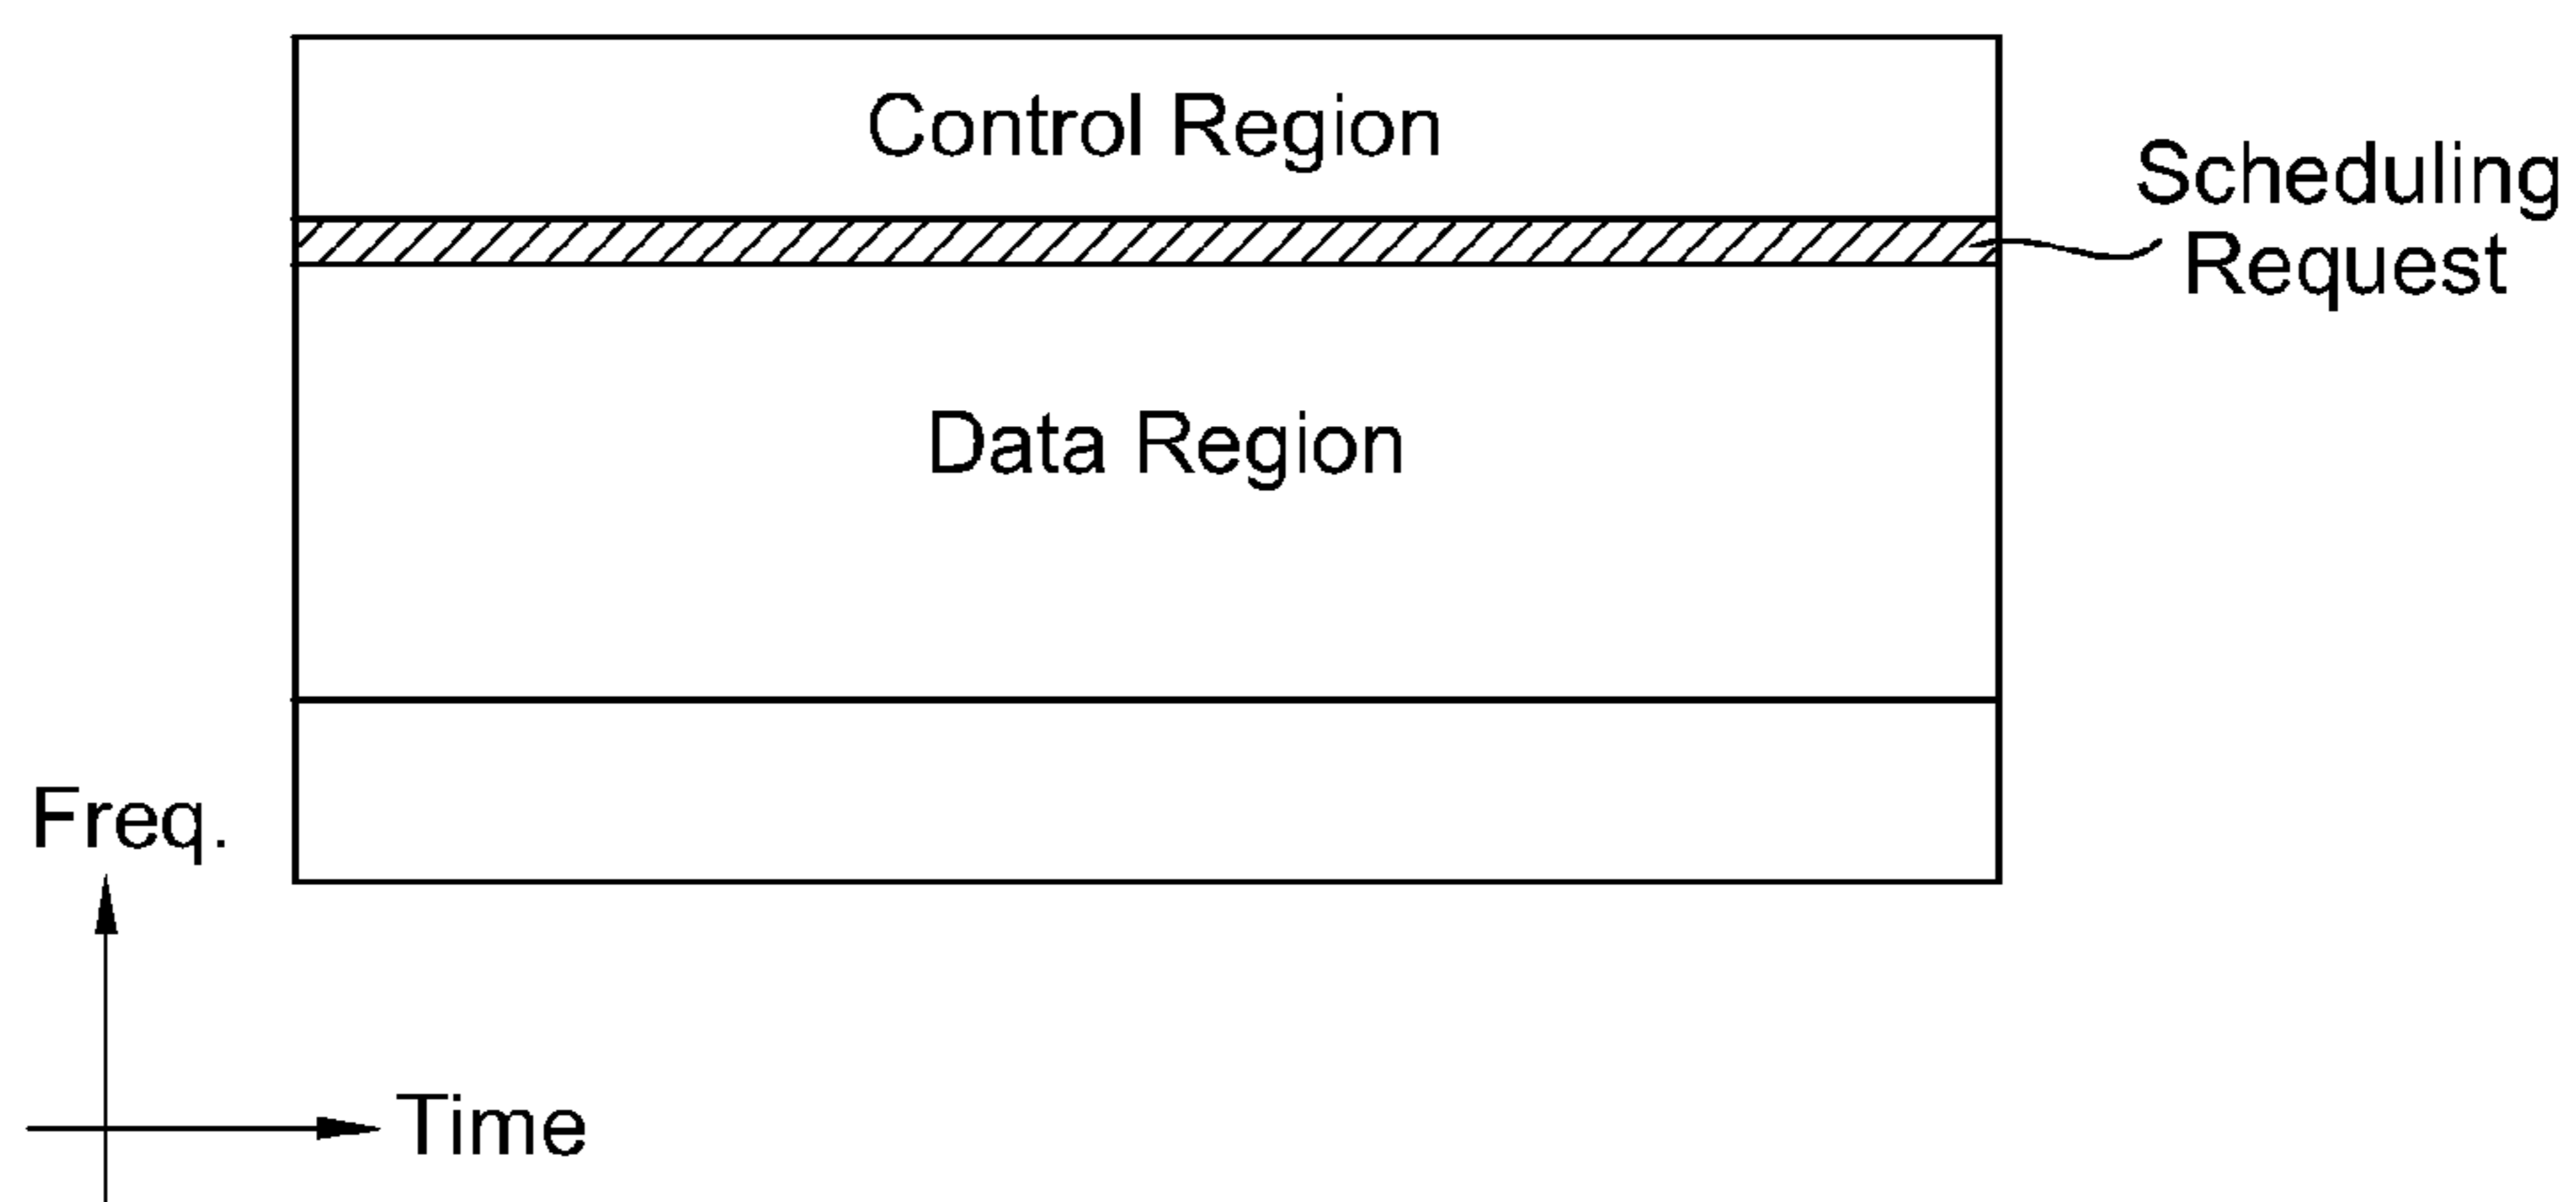 Control Region
Scheduling
Request
Data Region
Freq.
Time